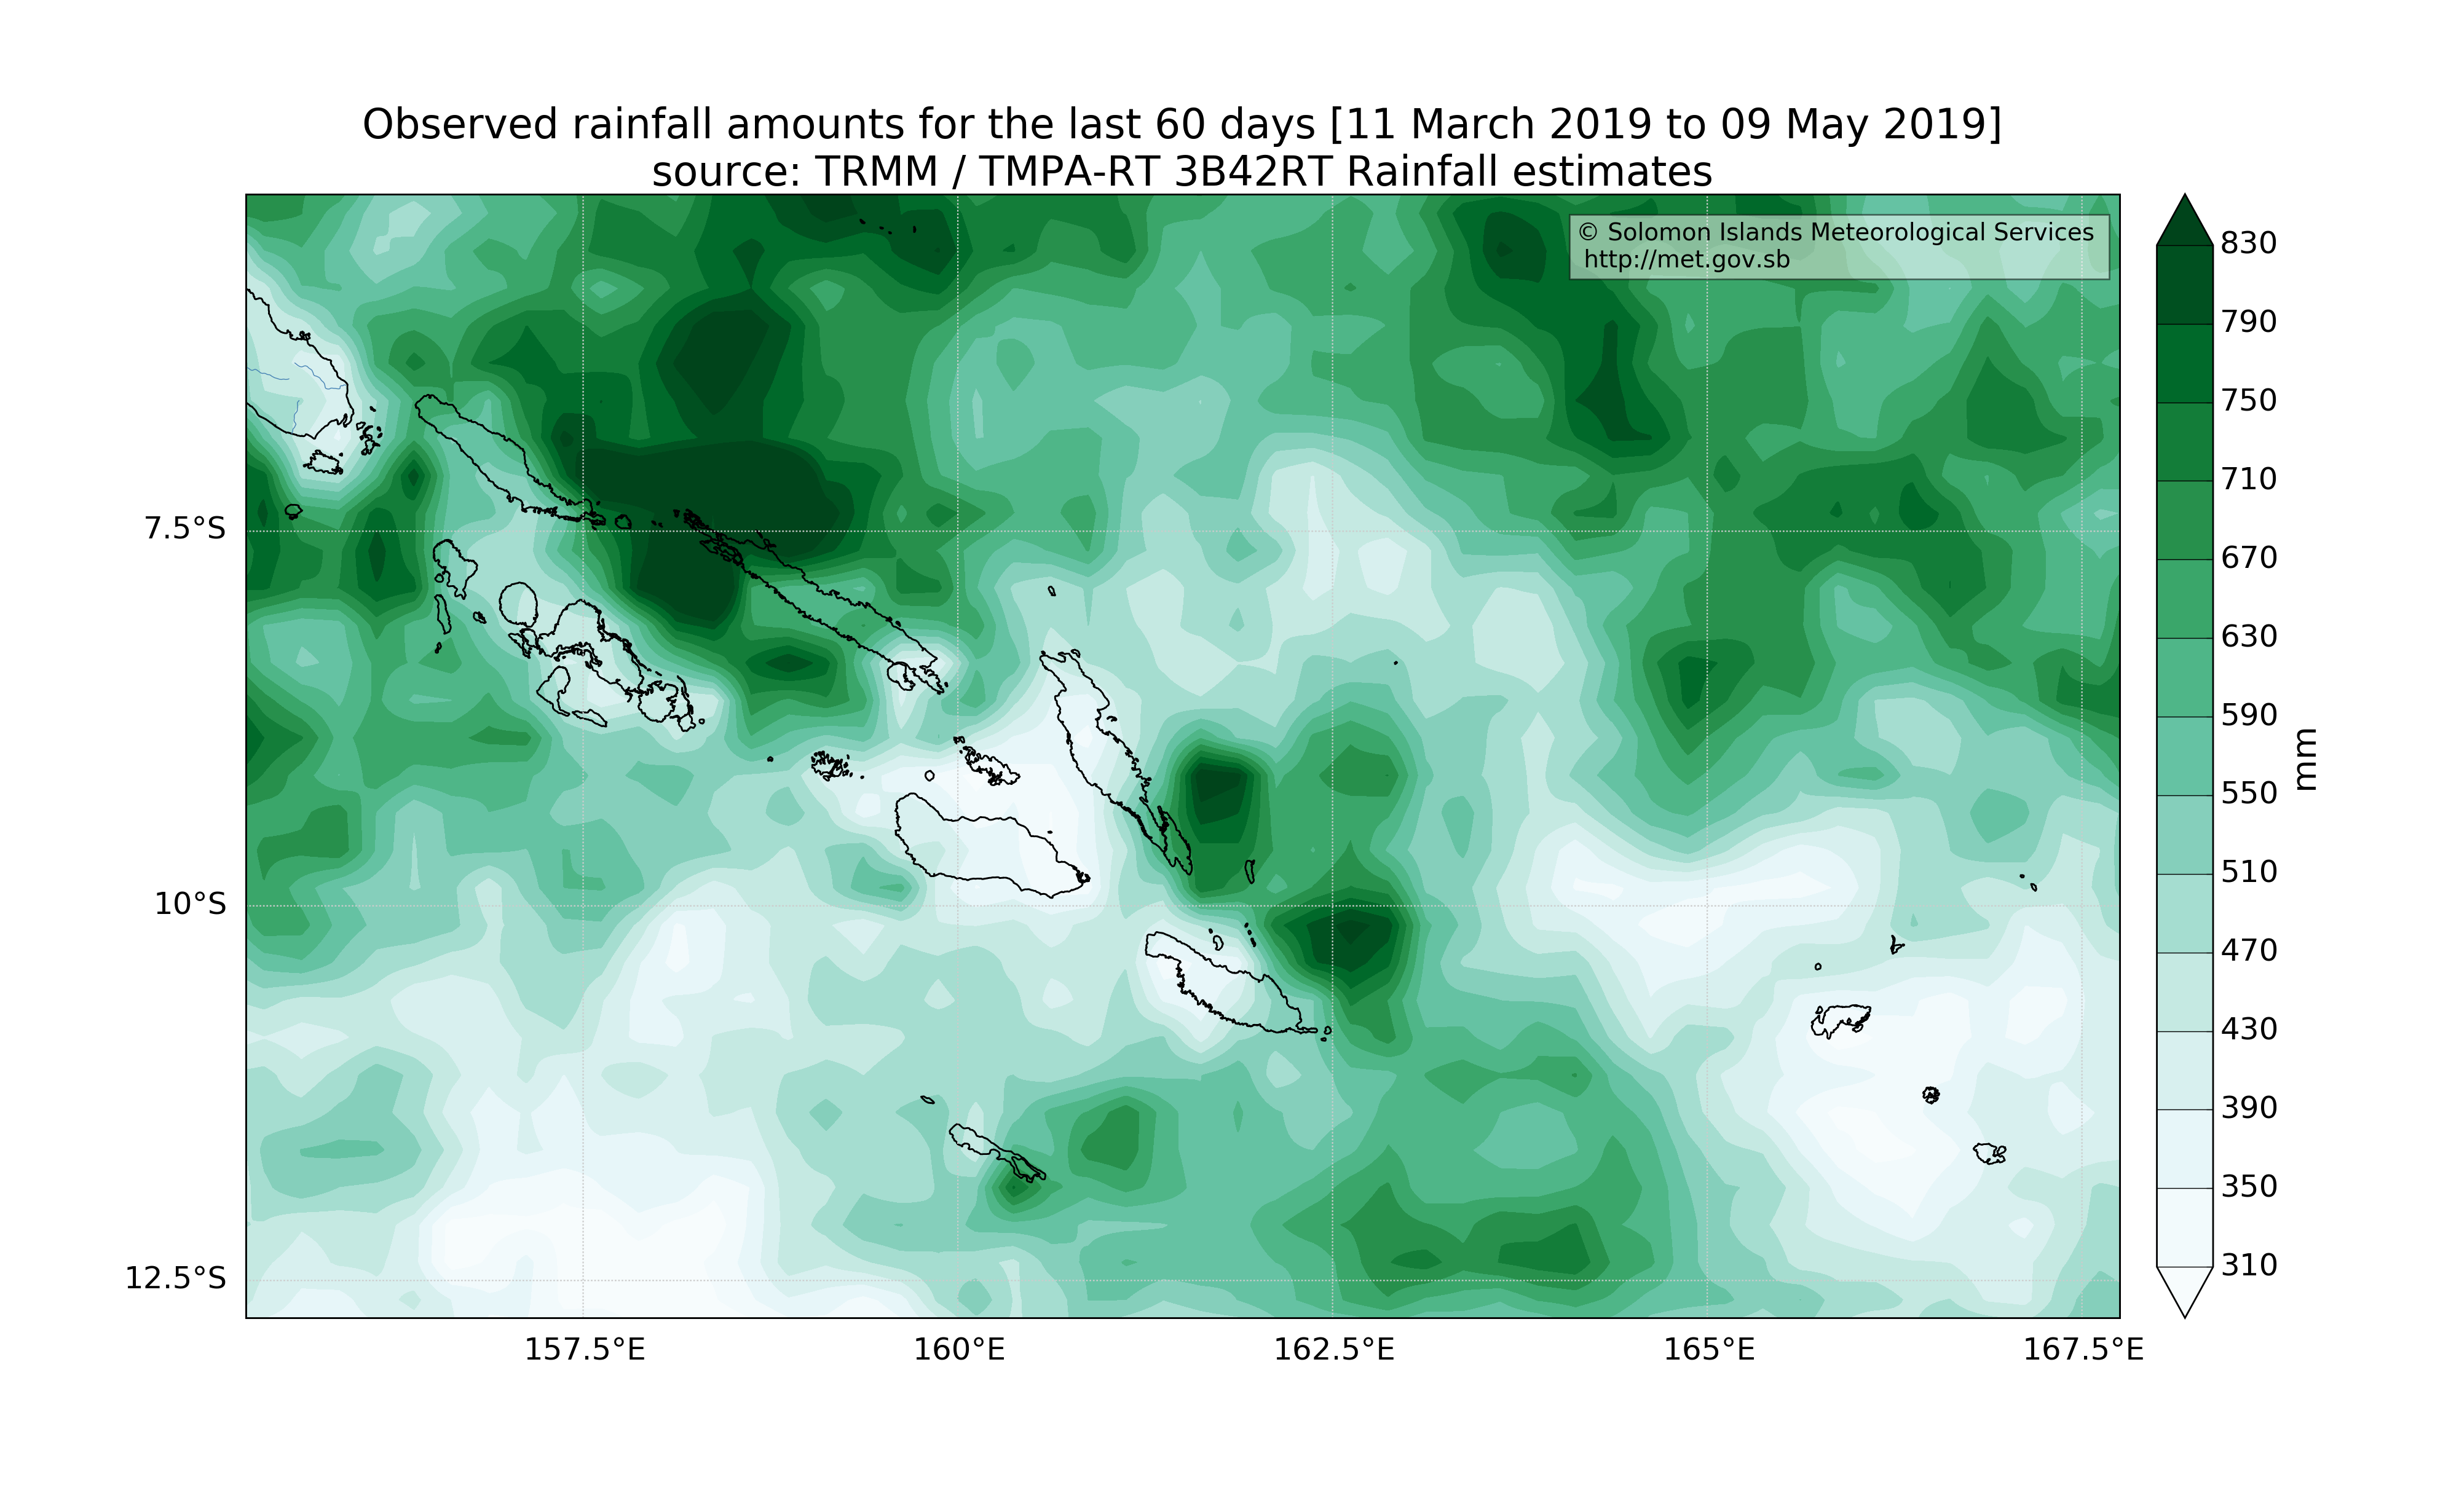 Observed rainfall amounts for the last 60 days [11 March 2019 to 09 May 2019]
source: TRMM / TMPA-RT 3B42RT Rainfall estimates
© Solomon Islands Meteorological Services
http://met.gov.sb
7.5°S
10°S
12.5°S
157.5°E
160°E
162.5°E
165°E
167.5°E
830
790
750
710
670
630
590
550
510
470
430
390
350
310
mm